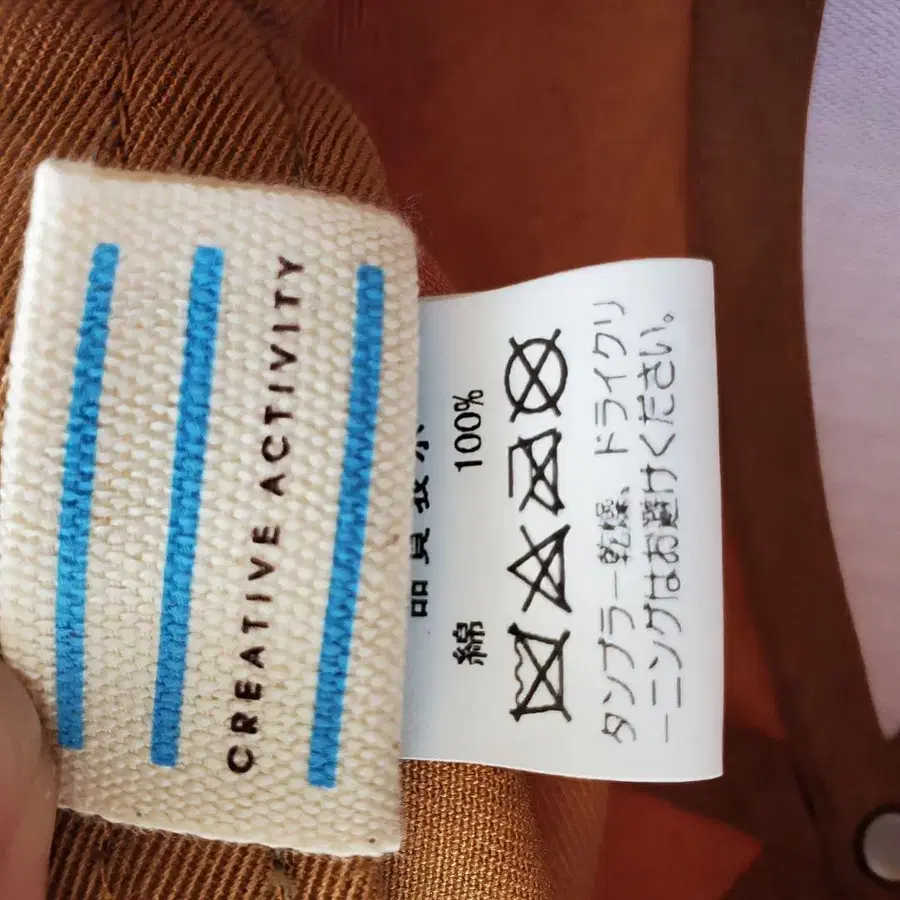 CREATIVE ACTIVITY
品質表示
綿 100%
タンブラー乾燥、ドライクリ
ーニングはお避けください。